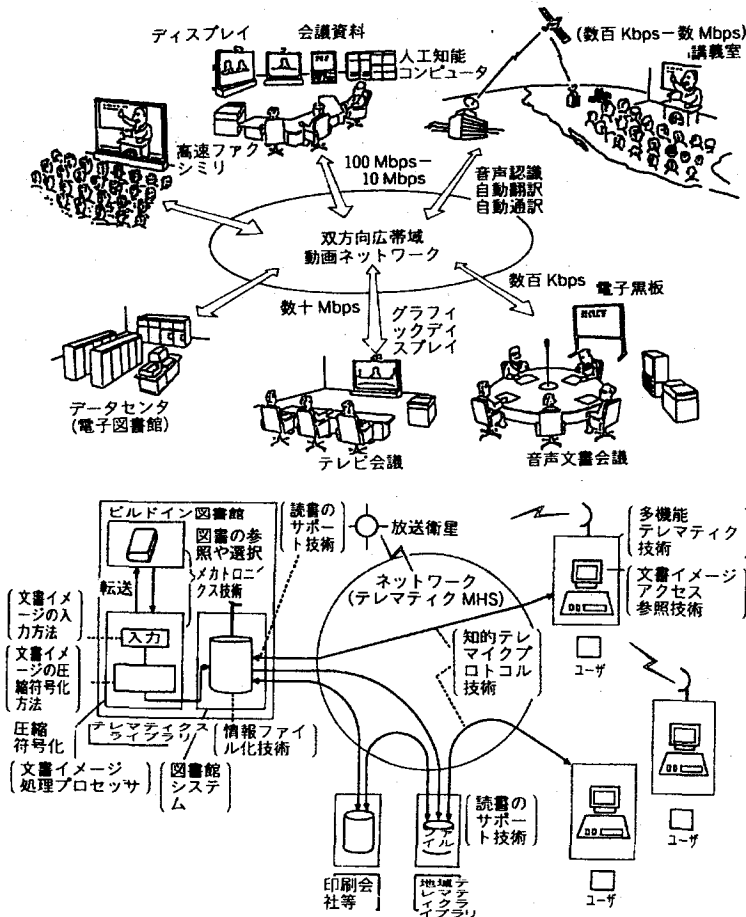 ディスプレイ
会議資料
人工知能
コンピュータ
(数百 Kbps－数 Mbps)
講義室
高速ファク
シミリ
100 Mbps－
10 Mbps
音声認識
自動翻訳
自動通訳
双方向広帯域
動画ネットワーク
数十 Mbps
グラフィ
ックディ
スプレイ
数百 Kbps
電子黒板
データセンタ
(電子図書館)
テレビ会議
音声文書会議
ビルドイン図書館
図書の参
照や選択
メカトロニ
クス技術
転送
文書イメ
ージの入
力方法
入力
文書イメ
ージの圧
縮符号化
方法
圧縮
符号化
テレマティクス
ライブラリ
情報ファイ
ル化技術
文書イメージ
処理プロセッサ
図書館
システ
ム
読書の
サポー
ト技術
放送衛星
ネットワーク
(テレマティクMHS)
知的テレ
マイクプ
ロトコル
技術
多機能
テレマティク
技術
文書イメージ
アクセス
参照技術
ユーザ
ユーザ
ユーザ
読書の
サポー
ト技術
ファ
イル
印刷会
社等
地域テ
レマテ
ィクラ
イブラリ